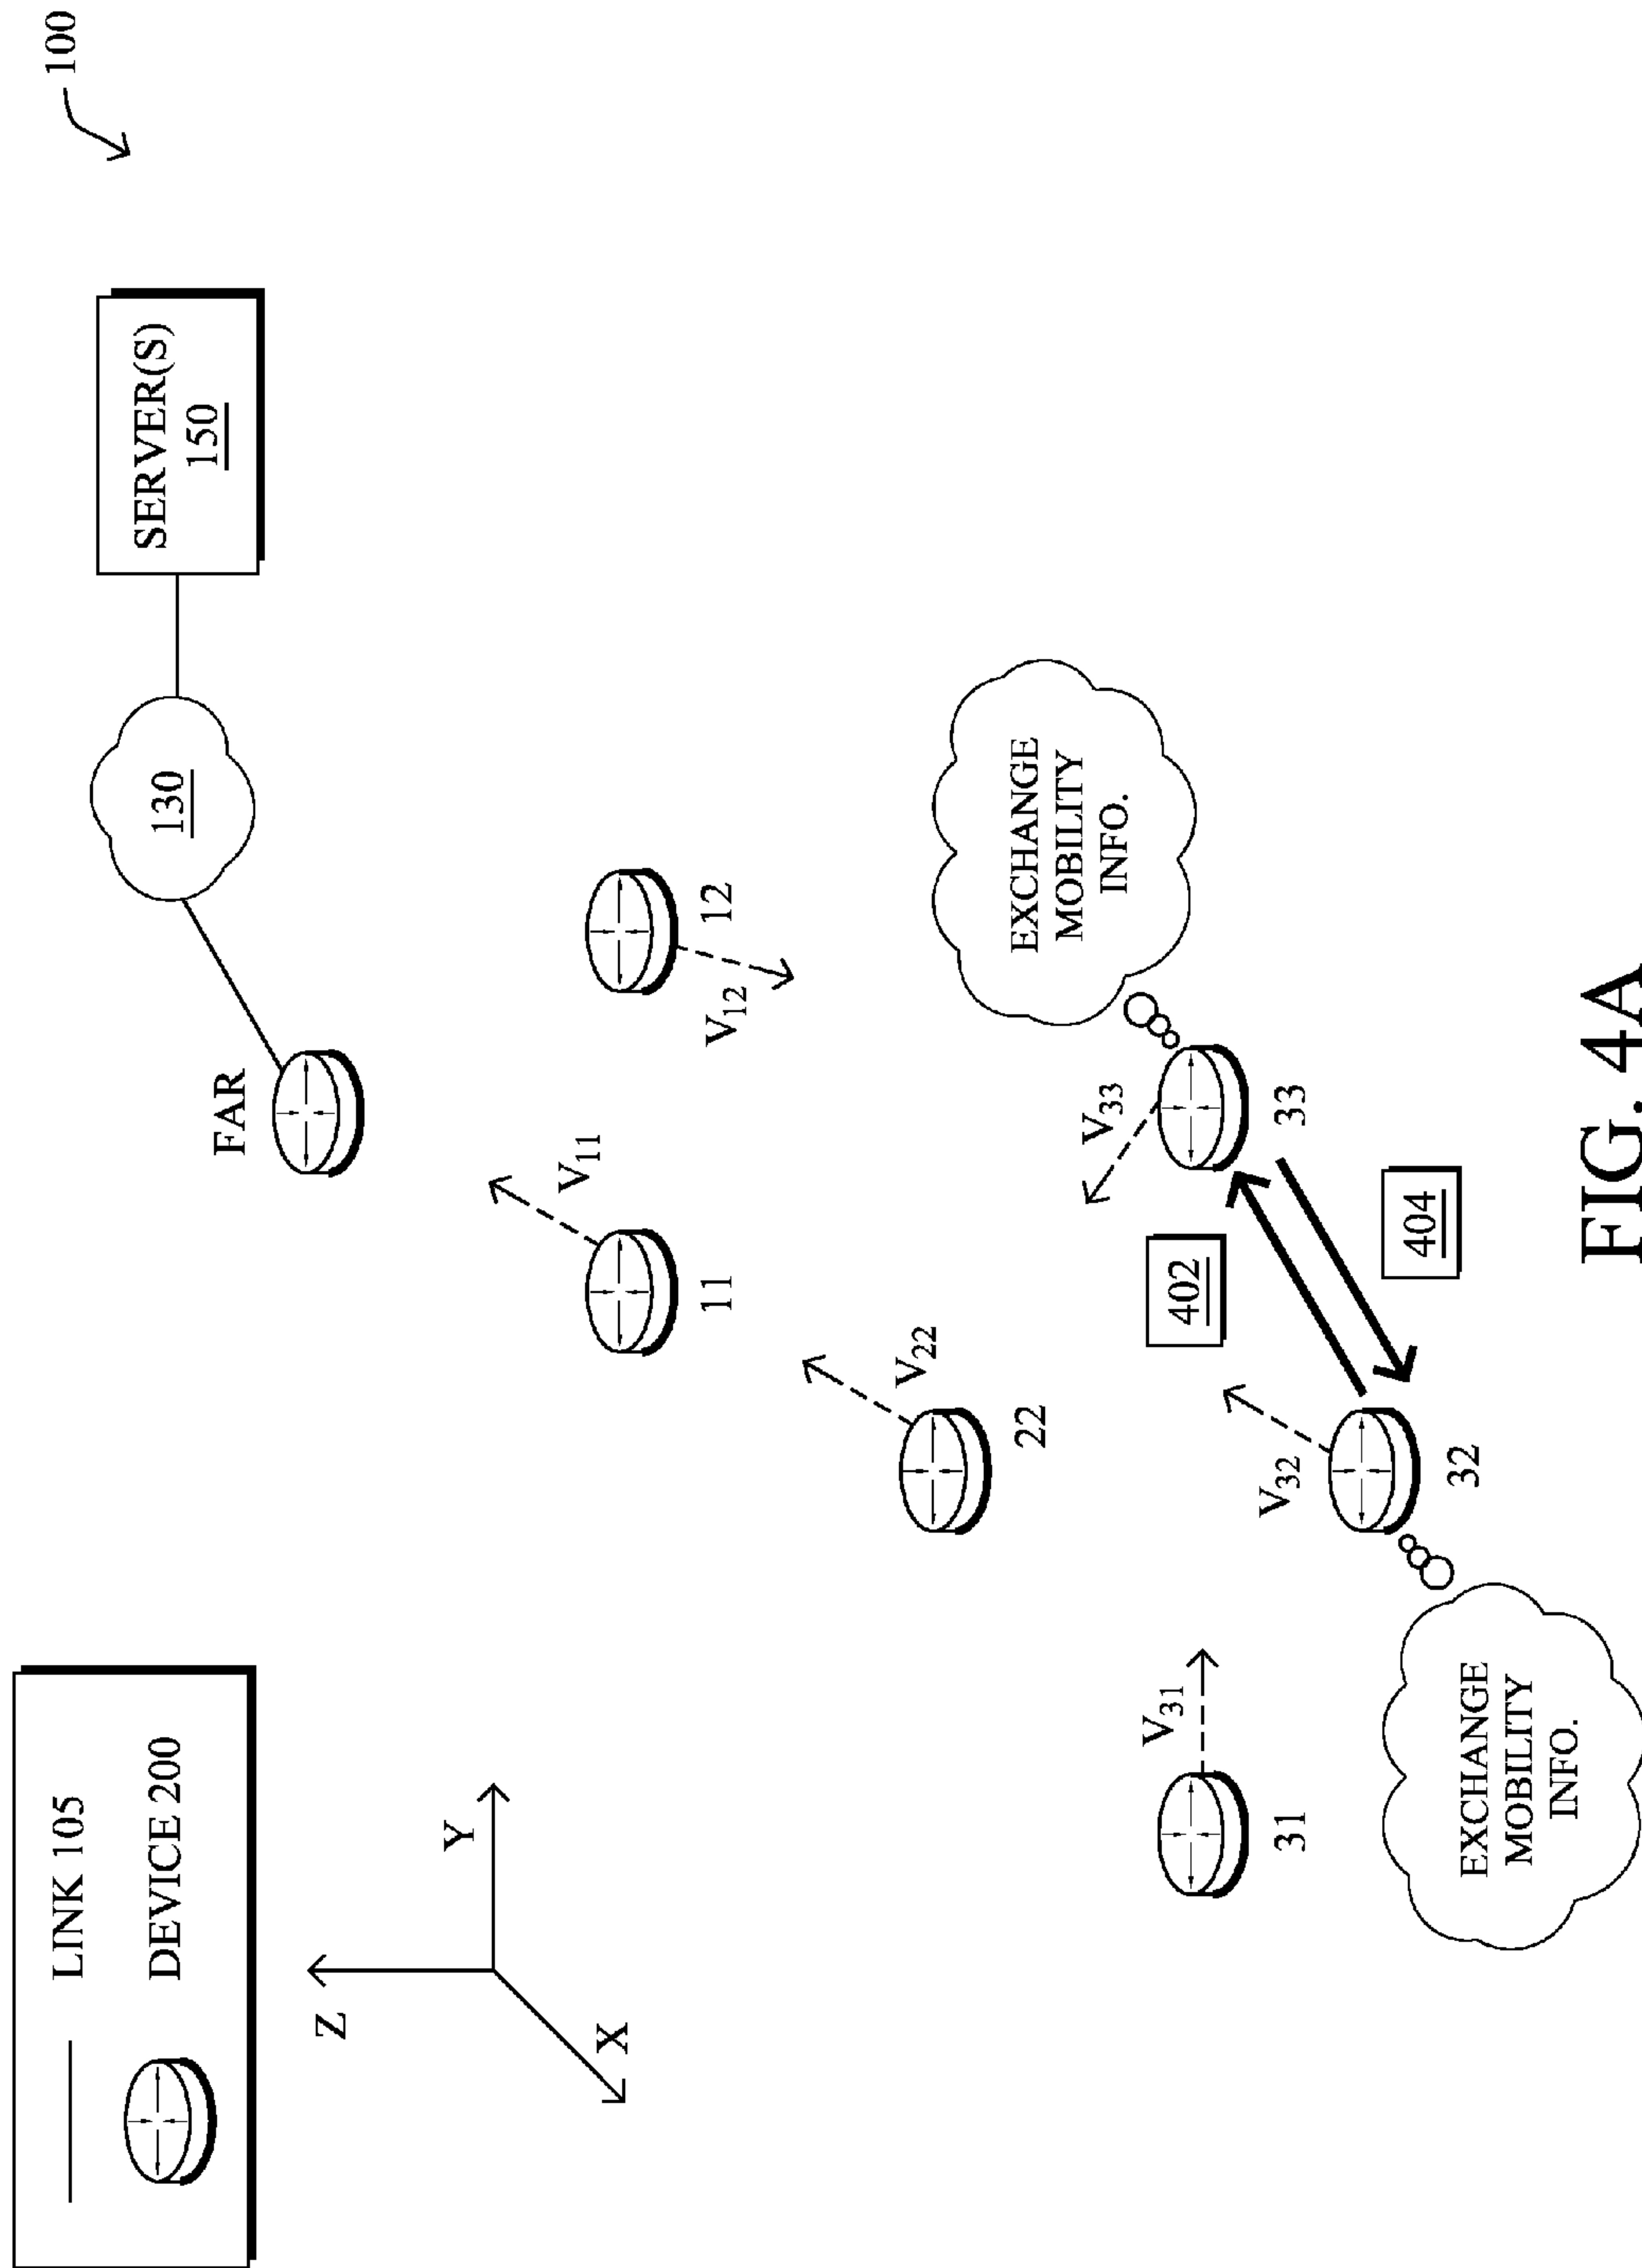 100
LINK 105
DEVICE 200
SERVER(S)
150
130
FAR
Z
Y
X
V11
11
12
V12
V22
22
EXCHANGE
MOBILITY
INFO.
V33
33
402
404
V31
31
V32
32
EXCHANGE
MOBILITY
INFO.
FIG. 4A